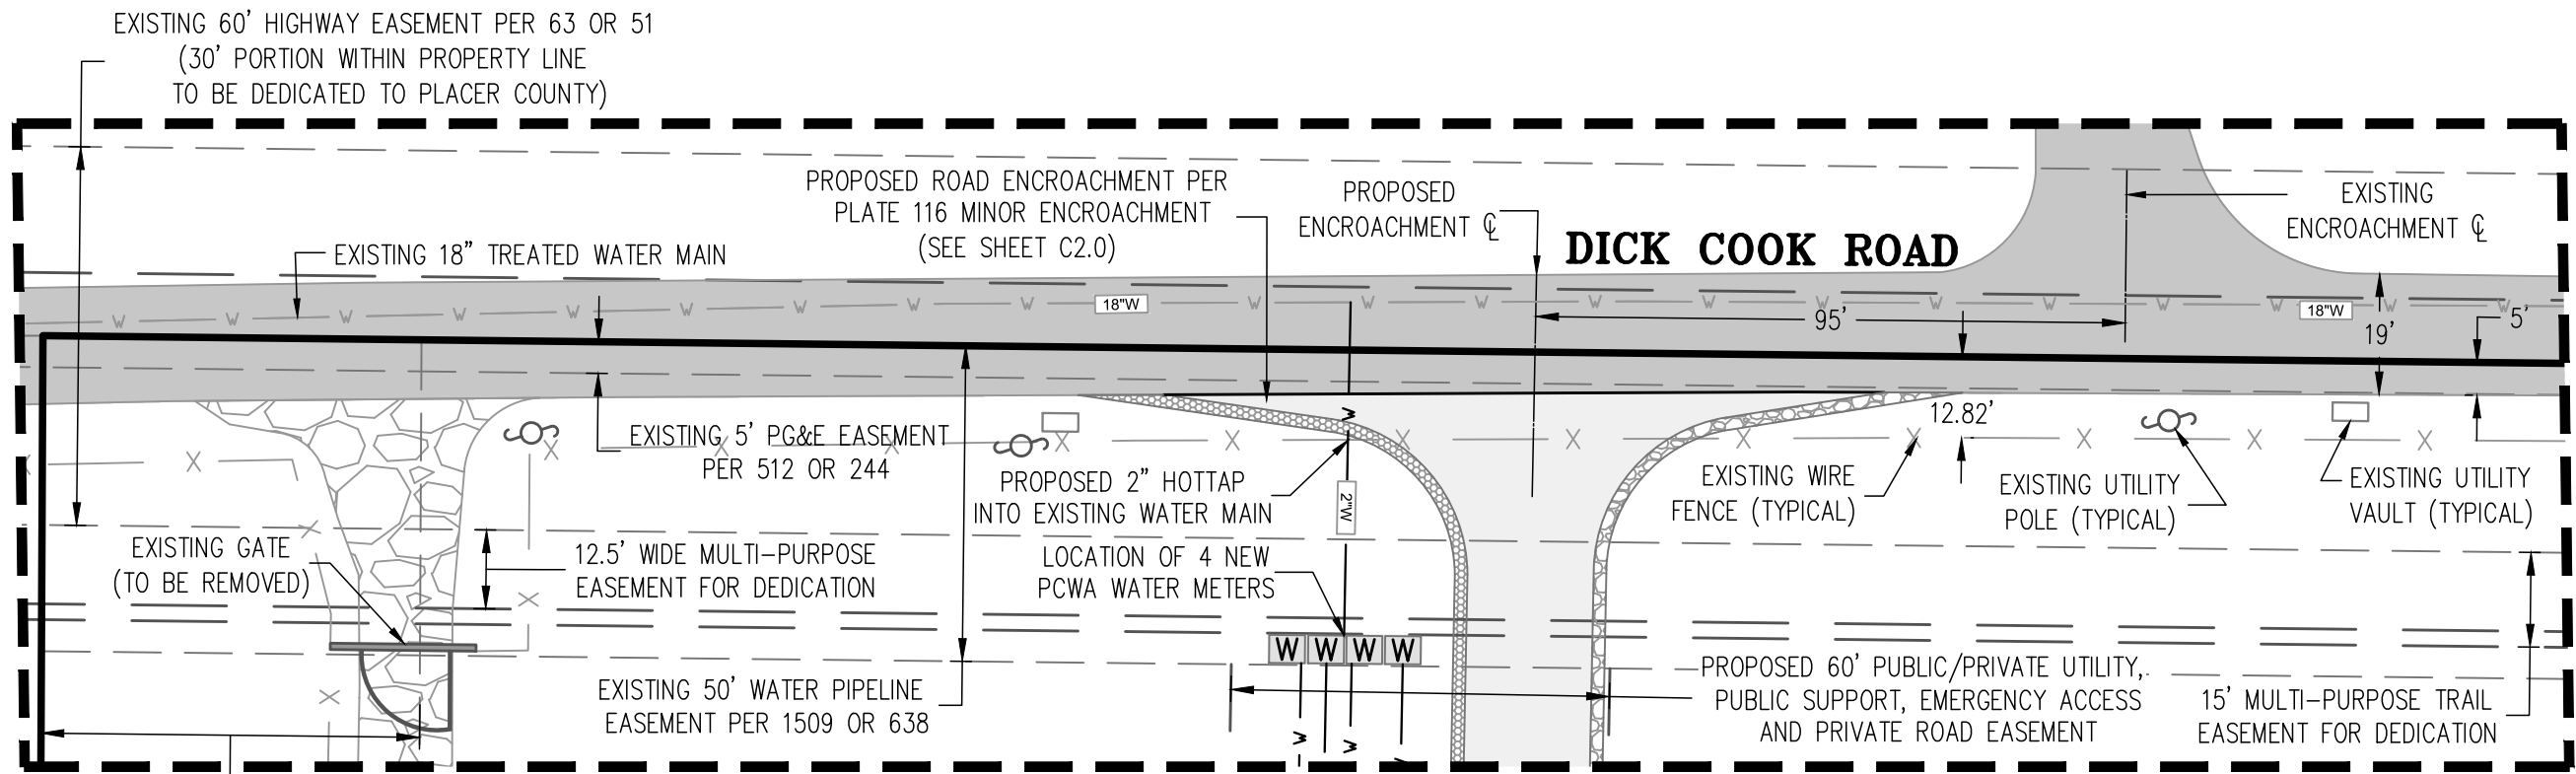 EXISTING 60' HIGHWAY EASEMENT PER 63 OR 51
(30' PORTION WITHIN PROPERTY LINE
TO BE DEDICATED TO PLACER COUNTY)
PROPOSED ROAD ENCROACHMENT PER
PLATE 116 MINOR ENCROACHMENT
(SEE SHEET C2.0)
PROPOSED
ENCROACHMENT ℄
EXISTING
ENCROACHMENT ℄
DICK COOK ROAD
EXISTING 18" TREATED WATER MAIN
W W W W W W W W W
18"W
W W W W W W W W W
18"W
W W
95'
19'
5'
12.82'
EXISTING 5' PG&E EASEMENT
PER 512 OR 244
PROPOSED 2" HOTTAP
INTO EXISTING WATER MAIN
W
2"W
EXISTING WIRE
FENCE (TYPICAL)
EXISTING UTILITY
POLE (TYPICAL)
EXISTING UTILITY
VAULT (TYPICAL)
X X X X X X X X X X X X X X X X X
EXISTING GATE
(TO BE REMOVED)
12.5' WIDE MULTI-PURPOSE
EASEMENT FOR DEDICATION
LOCATION OF 4 NEW
PCWA WATER METERS
W W W W
EXISTING 50' WATER PIPELINE
EASEMENT PER 1509 OR 638
PROPOSED 60' PUBLIC/PRIVATE UTILITY,
PUBLIC SUPPORT, EMERGENCY ACCESS
AND PRIVATE ROAD EASEMENT
15' MULTI-PURPOSE TRAIL
EASEMENT FOR DEDICATION
W W